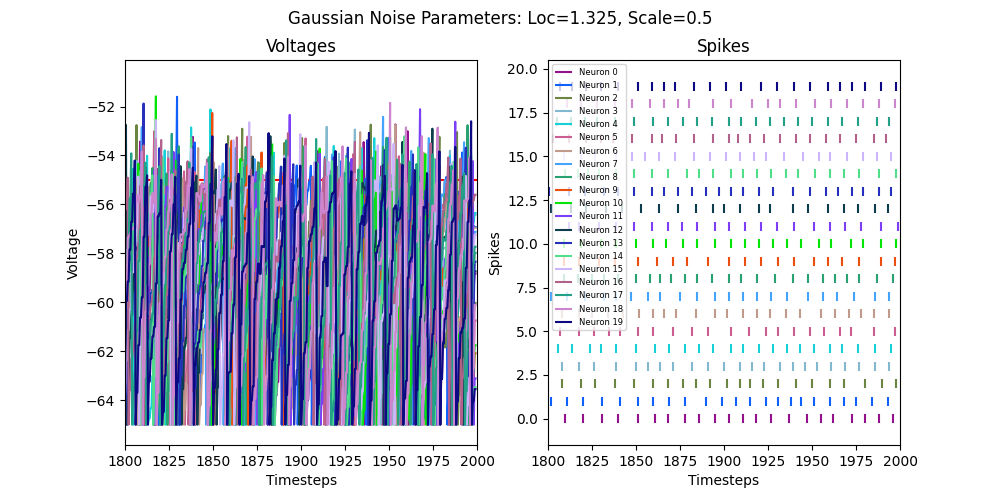 Gaussian Noise Parameters: Loc=1.325, Scale=0.5
Voltages
Voltage
−52
−54
−56
−58
−60
−62
−64
1800
1825
1850
1875
1900
1925
1950
1975
2000
Timesteps
Spikes
Spikes
20.0
17.5
15.0
12.5
10.0
7.5
5.0
2.5
0.0
Neuron 0
Neuron 1
Neuron 2
Neuron 3
Neuron 4
Neuron 5
Neuron 6
Neuron 7
Neuron 8
Neuron 9
Neuron 10
Neuron 11
Neuron 12
Neuron 13
Neuron 14
Neuron 15
Neuron 16
Neuron 17
Neuron 18
Neuron 19
1800
1825
1850
1875
1900
1925
1950
1975
2000
Timesteps